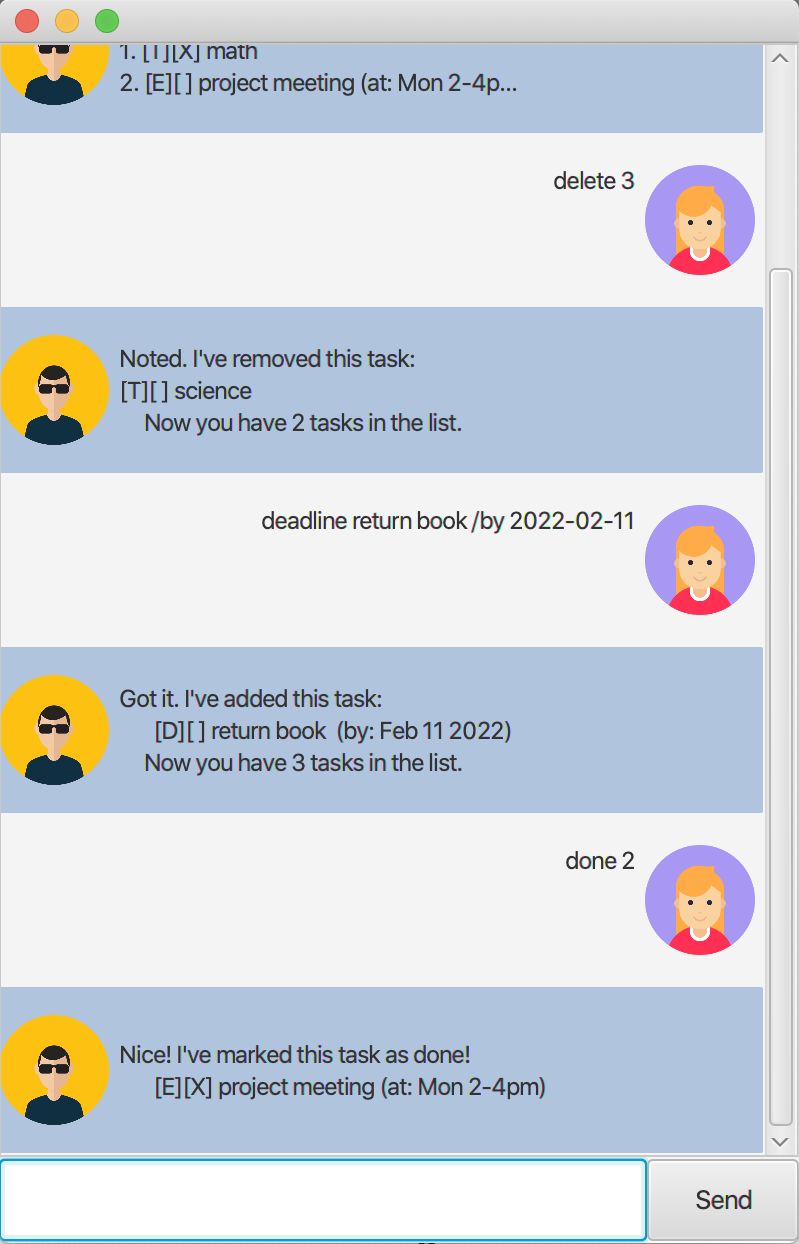 1. [T][X] math
2. [E][ ] project meeting (at: Mon 2-4p...
delete 3
Noted. I've removed this task:
[T][ ] science
Now you have 2 tasks in the list.
deadline return book /by 2022-02-11
Got it. I've added this task:
[D][ ] return book  (by: Feb 11 2022)
Now you have 3 tasks in the list.
done 2
Nice! I've marked this task as done!
[E][X] project meeting (at: Mon 2-4pm)
Send